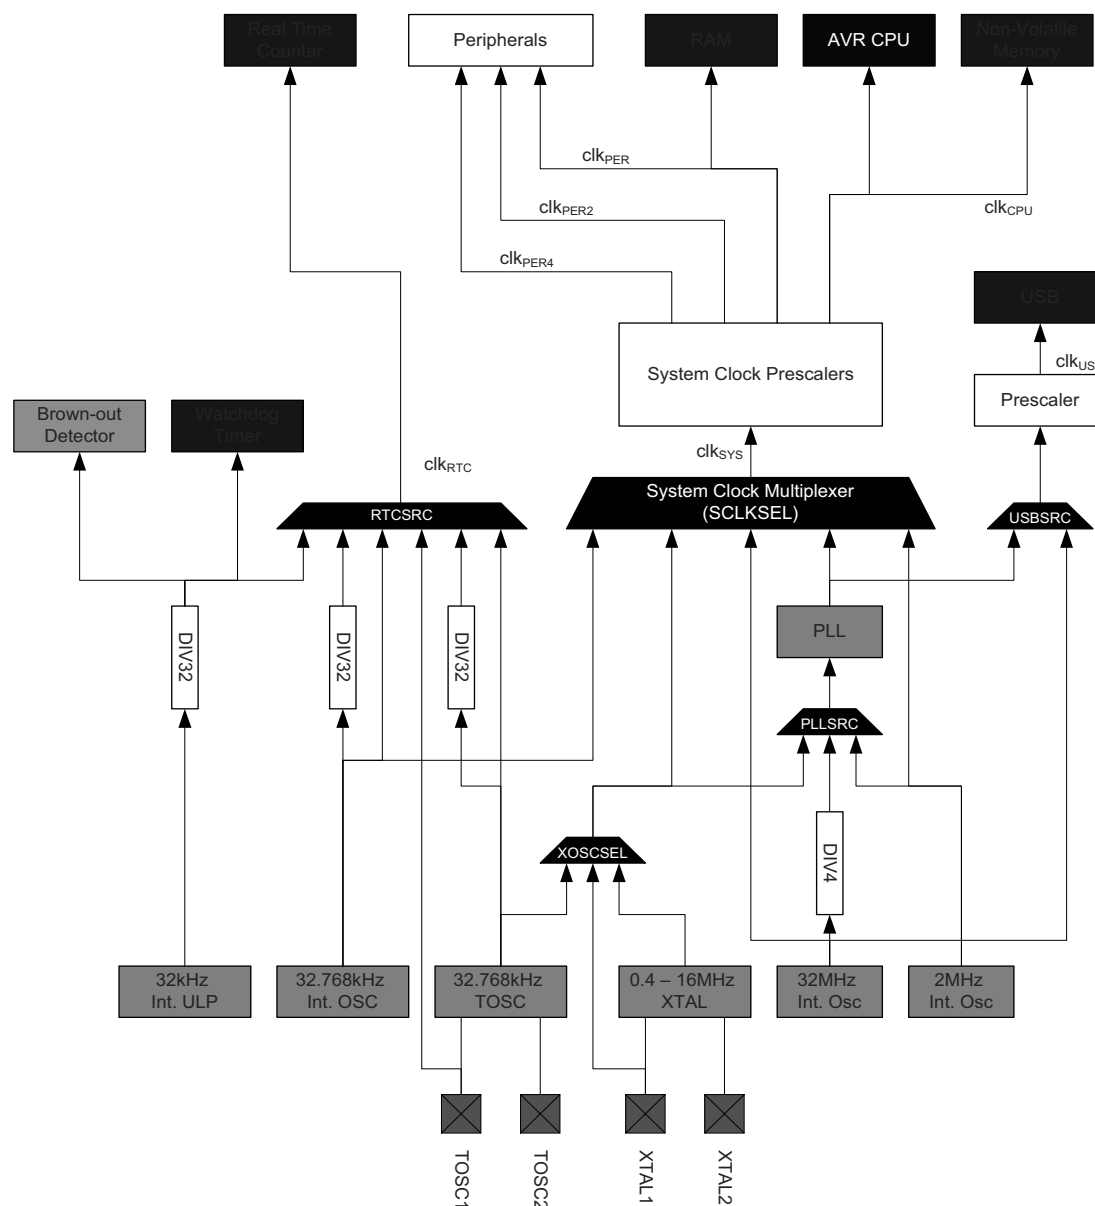 Real Time
Counter
Peripherals
RAM
AVR CPU
Non-Volatile
Memory
clkPER
clkPER2
clkCPU
clkPER4
USB
System Clock Prescalers
clkUS
Prescaler
Brown-out
Detector
Watchdog
Timer
clkSYS
clkRTC
System Clock Multiplexer
(SCLKSEL)
RTCSRC
USBSRC
DIV32
DIV32
DIV32
PLL
PLLSRC
XOSCSEL
DIV4
32kHz
Int. ULP
32.768kHz
Int. OSC
32.768kHz
TOSC
0.4 – 16MHz
XTAL
32MHz
Int. Osc
2MHz
Int. Osc
TOSC1
TOSC2
XTAL1
XTAL2